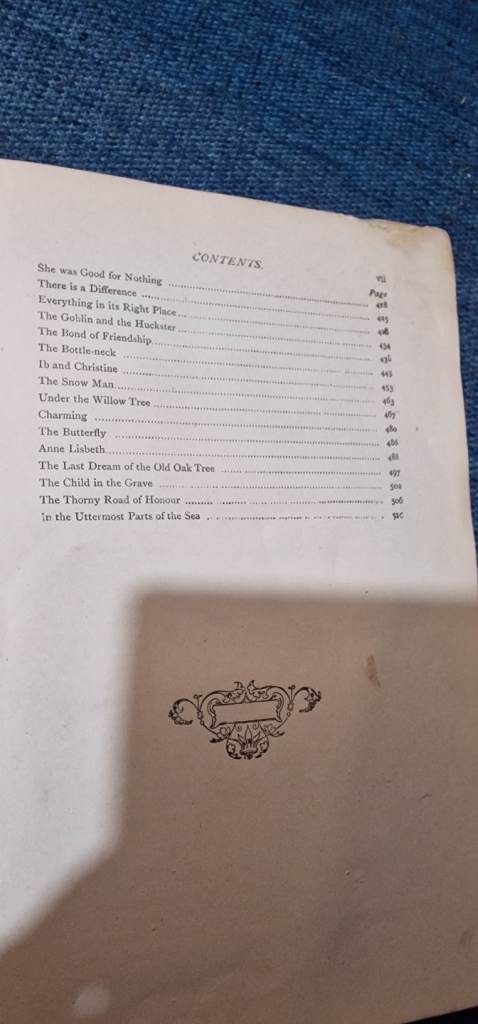 CONTENTS.
vii
Page
She was Good for Nothing ... 418
There is a Difference ... 425
Everything in its Right Place ... 428
The Goblin and the Huckster ... 434
The Bond of Friendship ... 436
The Bottle-neck ... 445
Ib and Christine ... 453
The Snow Man ... 463
Under the Willow Tree ... 467
Charming ... 480
The Butterfly ... 486
Anne Lisbeth ... 488
The Last Dream of the Old Oak Tree ... 497
The Child in the Grave ... 502
The Thorny Road of Honour ... 506
In the Uttermost Parts of the Sea ...